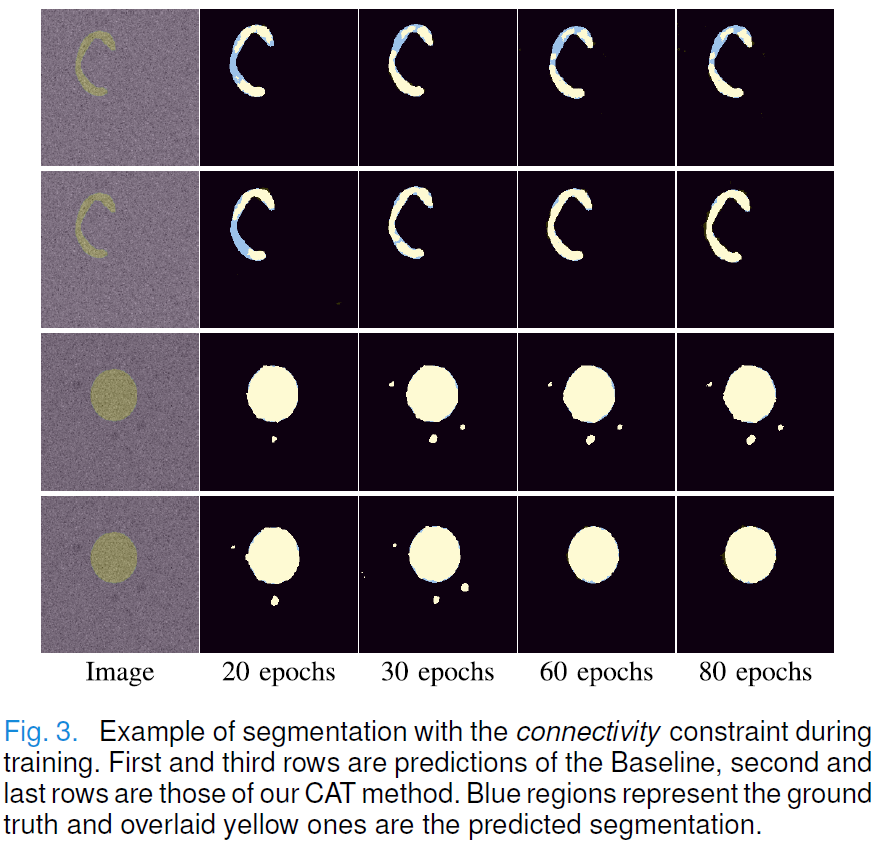 Image 20 epochs 30 epochs 60 epochs 80 epochs
Fig. 3. Example of segmentation with the connectivity constraint during
training. First and third rows are predictions of the Baseline, second and
last rows are those of our CAT method. Blue regions represent the ground
truth and overlaid yellow ones are the predicted segmentation.